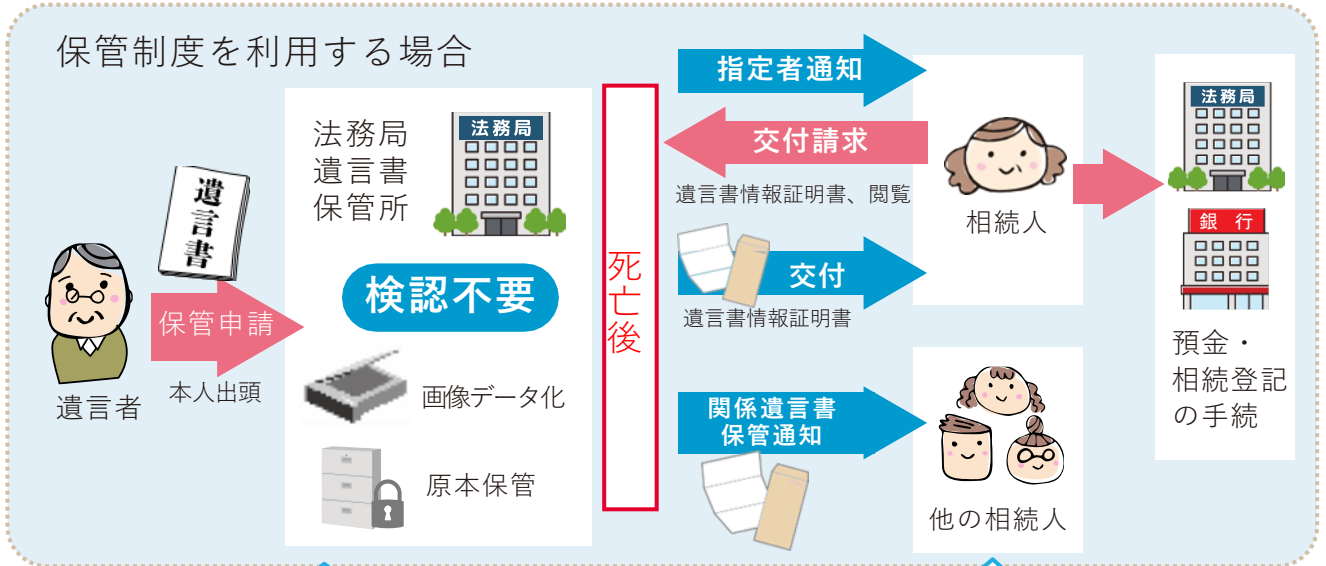 保管制度を利用する場合
遺言書
保管申請
本人出頭
遺言者
法務局
遺言書
保管所
法務局
検認不要
画像データ化
原本保管
死亡後
指定者通知
交付請求
遺言書情報証明書、閲覧
交付
遺言書情報証明書
関係遺言書
保管通知
相続人
他の相続人
法務局
銀行
預金・
相続登記
の手続